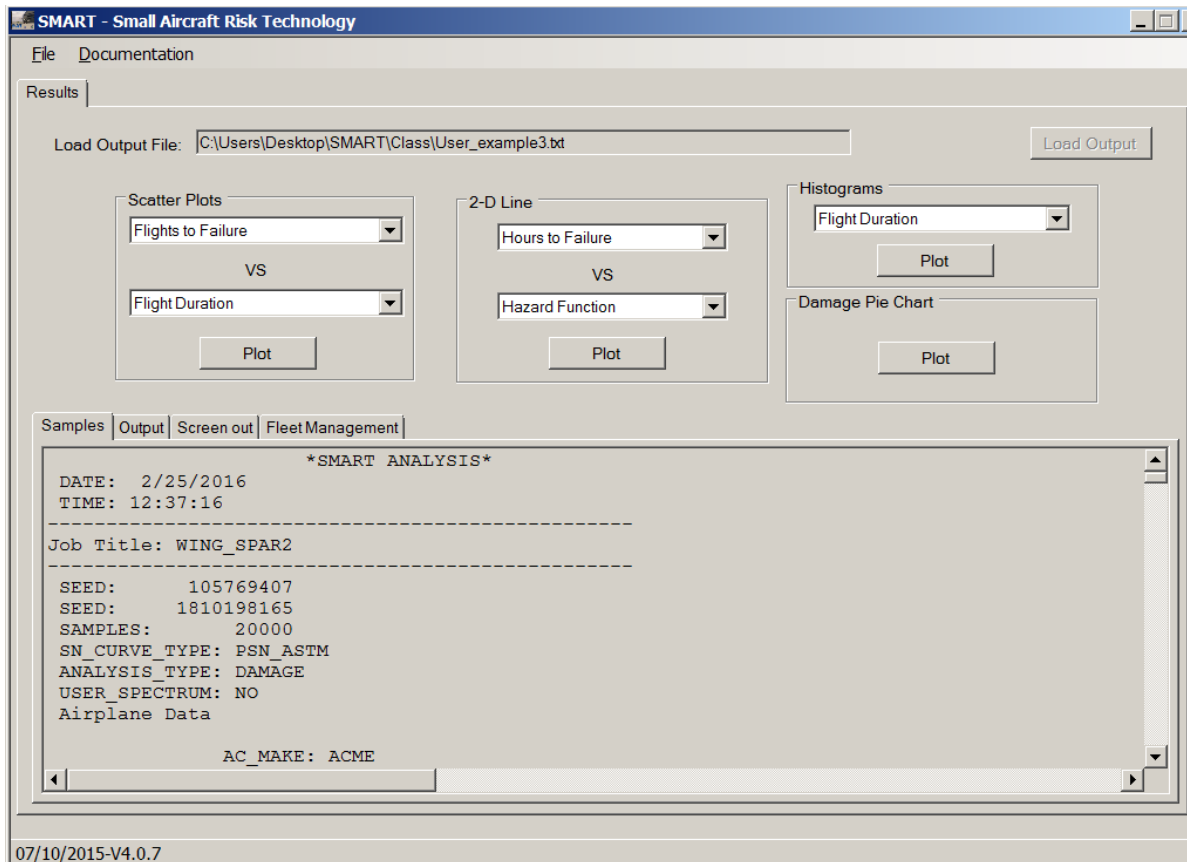 SMART - Small Aircraft Risk Technology
File Documentation
Results
Load Output File: C:\Users\Desktop\SMART\Class\User_example3.txt Load Output
Scatter Plots
Flights to Failure
VS
Flight Duration
Plot
2-D Line
Hours to Failure
VS
Hazard Function
Plot
Histograms
Flight Duration
Plot
Damage Pie Chart
Plot
Samples Output Screen out Fleet Management
*SMART ANALYSIS*
DATE: 2/25/2016
TIME: 12:37:16
--------------------------------------------------
Job Title: WING_SPAR2
--------------------------------------------------
SEED: 105769407
SEED: 1810198165
SAMPLES: 20000
SN_CURVE_TYPE: PSN_ASTM
ANALYSIS_TYPE: DAMAGE
USER_SPECTRUM: NO
Airplane Data
AC_MAKE: ACME
07/10/2015-V4.0.7